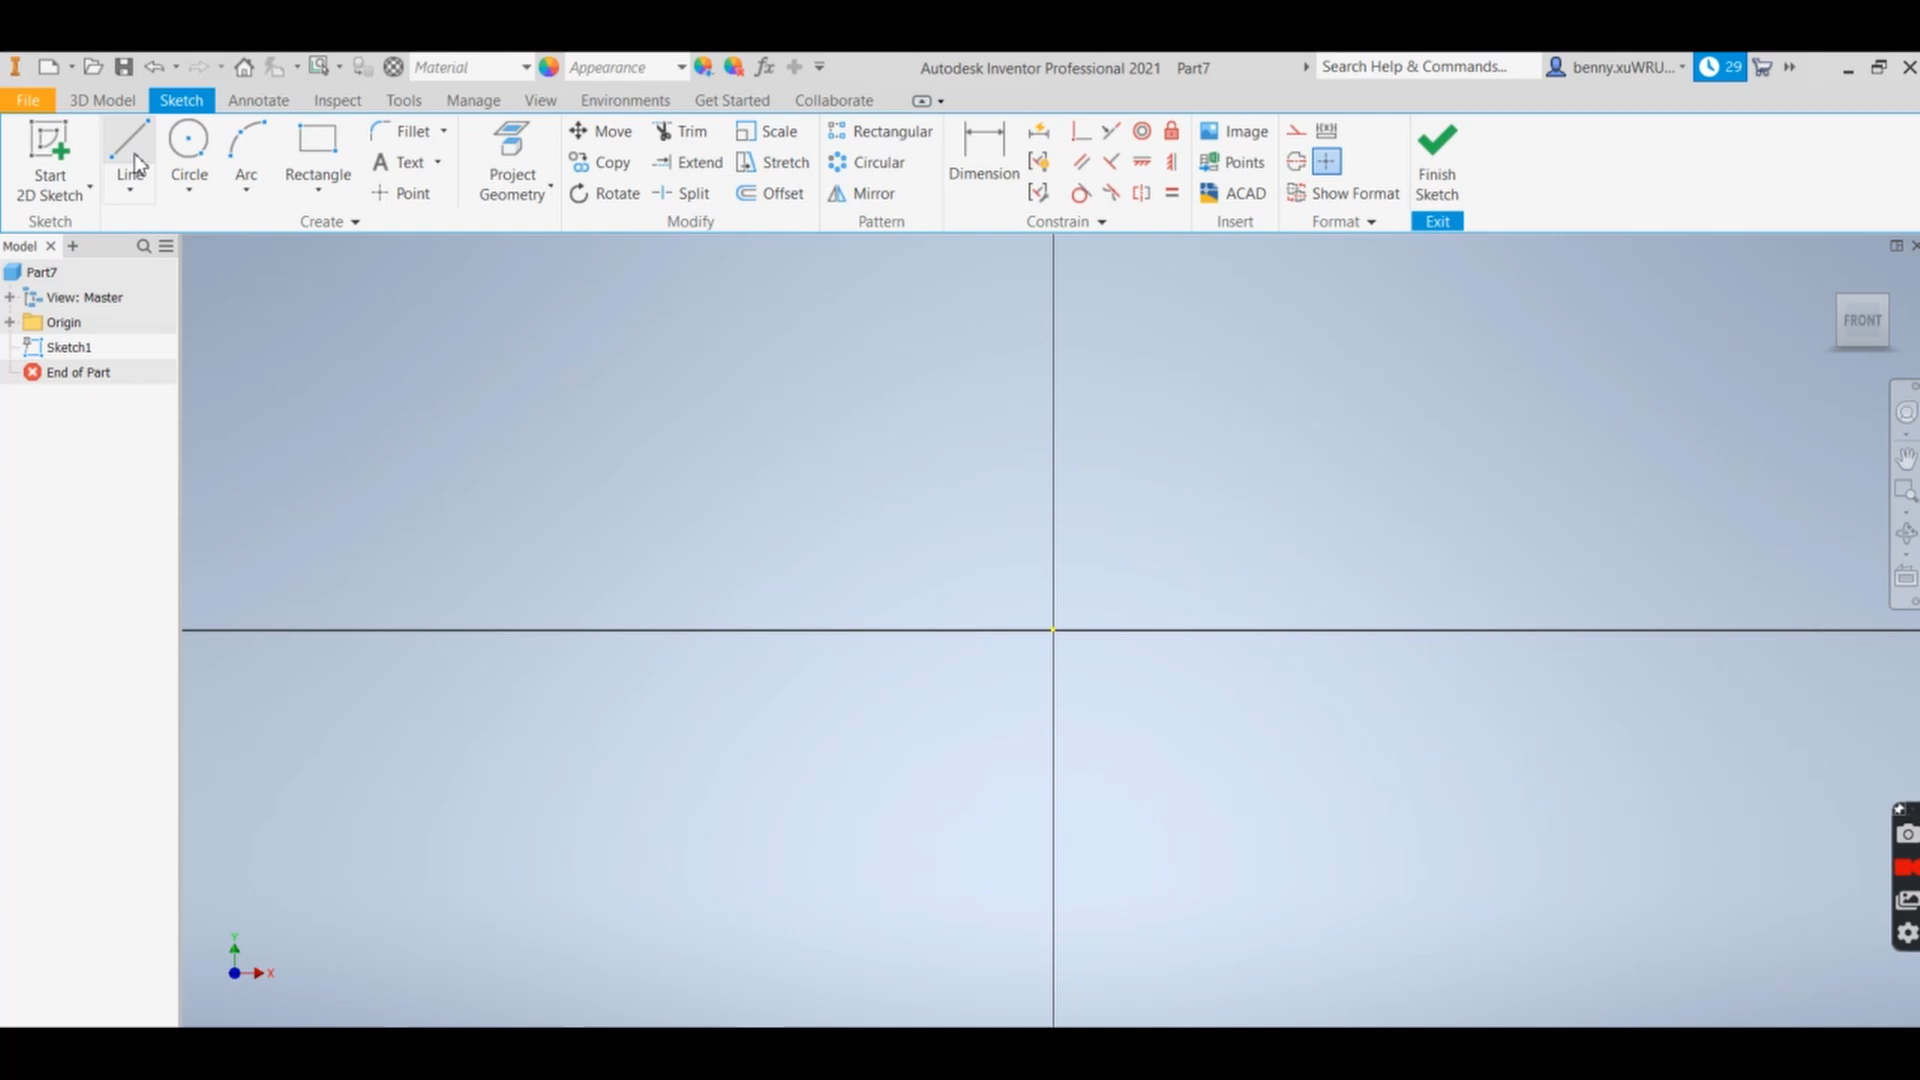 Material
Appearance
fx
Autodesk Inventor Professional 2021 Part7
Search Help & Commands...
benny.xuWRU...
29
File 3D Model Sketch Annotate Inspect Tools Manage View Environments Get Started Collaborate
Start
2D Sketch
Line
Circle
Arc
Rectangle
Fillet
Text
Point
Project
Geometry
Move
Copy
Rotate
Trim
Extend
Split
Scale
Stretch
Offset
Rectangular
Circular
Mirror
Dimension
Image
Points
ACAD
Show Format
Finish
Sketch
Sketch Create Modify Pattern Constrain Insert Format Exit
Model
Part7
View: Master
Origin
Sketch1
End of Part
FRONT
Y
X